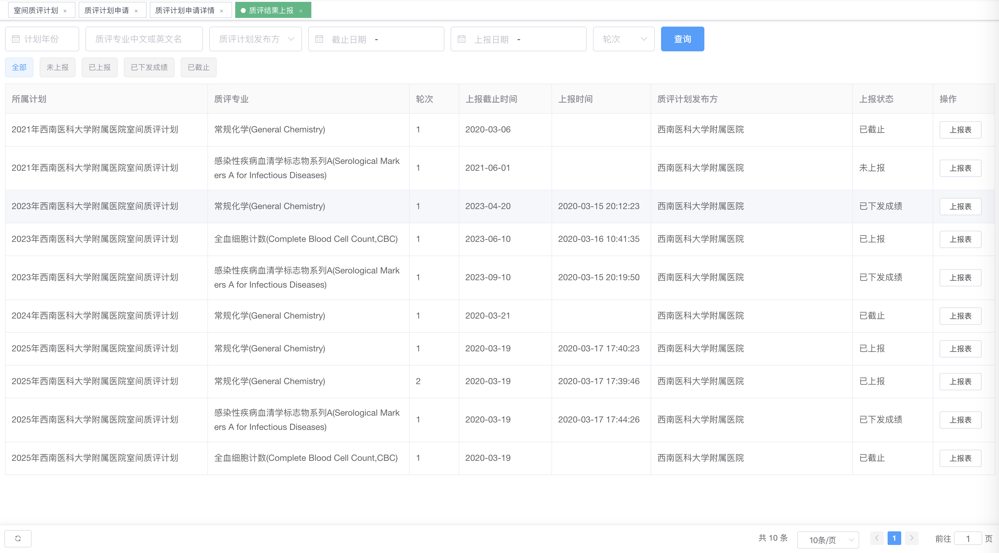 室间质评计划 × 质评计划申请 × 质评计划申请详情 × 质评结果上报 ×
计划年份 质评专业中文或英文名 质评计划发布方 截止日期 - 上报日期 - 轮次 查询
全部 未上报 已上报 已下发成绩 已截止
所属计划 质评专业 轮次 上报截止时间 上报时间 质评计划发布方 上报状态 操作
2021年西南医科大学附属医院室间质评计划 常规化学(General Chemistry) 1 2020-03-06 西南医科大学附属医院 已截止 上报表
感染性疾病血清学标志物系列A(Serological Mark
2021年西南医科大学附属医院室间质评计划 1 2021-06-01 西南医科大学附属医院 未上报 上报表
ers A for Infectious Diseases)
2023年西南医科大学附属医院室间质评计划 常规化学(General Chemistry) 1 2023-04-20 2020-03-15 20:12:23 西南医科大学附属医院 已下发成绩 上报表
2023年西南医科大学附属医院室间质评计划 全血细胞计数(Complete Blood Cell Count,CBC) 1 2023-06-10 2020-03-16 10:41:35 西南医科大学附属医院 已上报 上报表
感染性疾病血清学标志物系列A(Serological Mark
2023年西南医科大学附属医院室间质评计划 1 2023-09-10 2020-03-15 20:19:50 西南医科大学附属医院 已下发成绩 上报表
ers A for Infectious Diseases)
2024年西南医科大学附属医院室间质评计划 常规化学(General Chemistry) 1 2020-03-21 西南医科大学附属医院 已截止 上报表
2025年西南医科大学附属医院室间质评计划 常规化学(General Chemistry) 1 2020-03-19 2020-03-17 17:40:23 西南医科大学附属医院 已上报 上报表
2025年西南医科大学附属医院室间质评计划 常规化学(General Chemistry) 2 2020-03-19 2020-03-17 17:39:46 西南医科大学附属医院 已上报 上报表
感染性疾病血清学标志物系列A(Serological Mark
2025年西南医科大学附属医院室间质评计划 1 2020-03-19 2020-03-17 17:44:26 西南医科大学附属医院 已下发成绩 上报表
ers A for Infectious Diseases)
2025年西南医科大学附属医院室间质评计划 全血细胞计数(Complete Blood Cell Count,CBC) 1 2020-03-19 西南医科大学附属医院 已截止 上报表
共 10 条 10条/页 1 前往 1 页